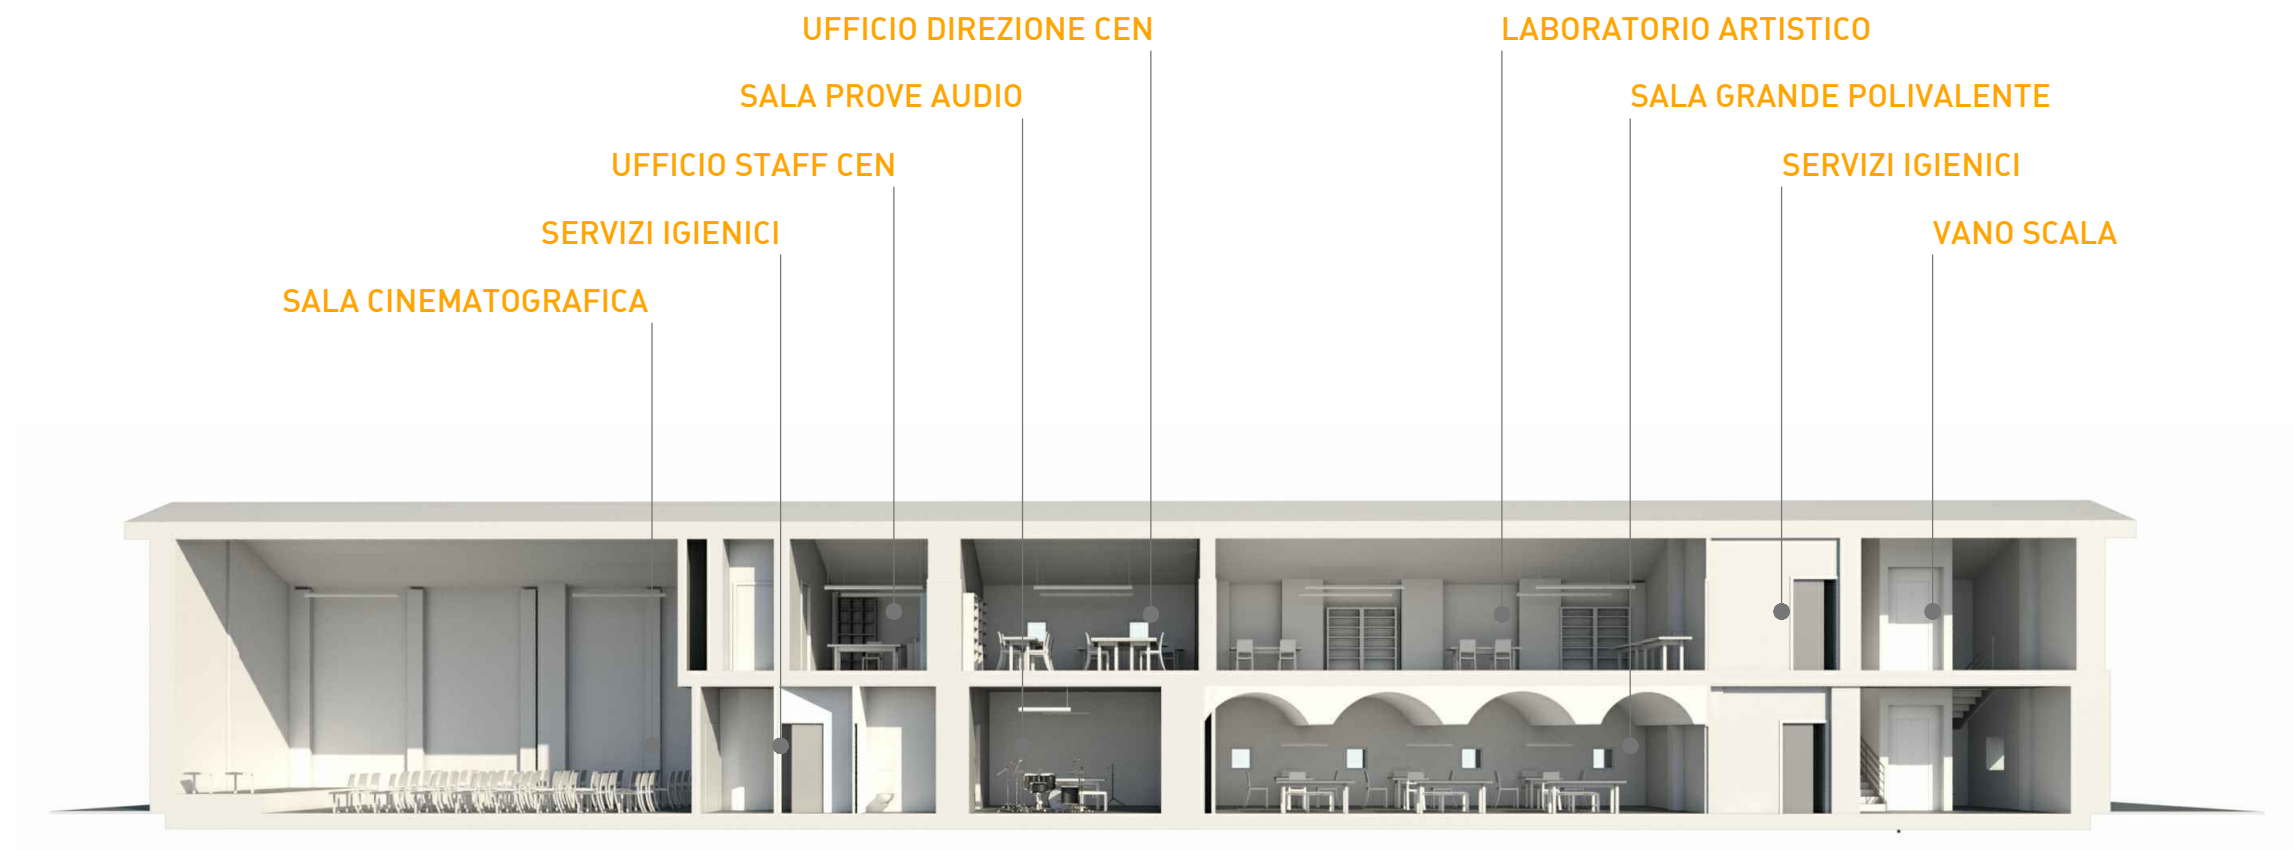 UFFICIO DIREZIONE CEN
LABORATORIO ARTISTICO
SALA PROVE AUDIO
SALA GRANDE POLIVALENTE
UFFICIO STAFF CEN
SERVIZI IGIENICI
SERVIZI IGIENICI
VANO SCALA
SALA CINEMATOGRAFICA